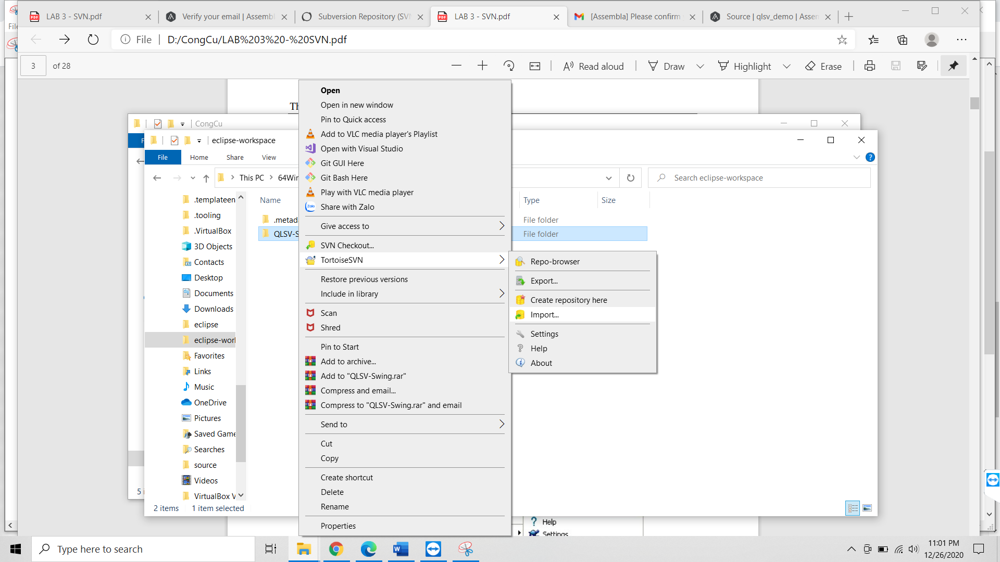 LAB 3 - SVN.pdf
Verify your email | Assembl
Subversion Repository (SVN
LAB 3 - SVN.pdf
[Assembla] Please confirm
Source | qlsv_demo | Assem
File
D:/CongCu/LAB%203%20-%20SVN.pdf
3
of 28
Read aloud
Draw
Highlight
Erase
CongCu
eclipse-workspace
File
Home
Share
View
This PC
64Win
Search eclipse-workspace
.templateen
.tooling
.VirtualBox
3D Objects
Contacts
Desktop
Documents
Downloads
eclipse
eclipse-work
Favorites
Links
Music
OneDrive
Pictures
Saved Game
Searches
source
Videos
VirtualBox V
2 items
1 item selected
Name
Type
Size
.metad
File folder
QLSV-S
File folder
Open
Open in new window
Pin to Quick access
Add to VLC media player's Playlist
Open with Visual Studio
Git GUI Here
Git Bash Here
Play with VLC media player
Share with Zalo
Give access to
SVN Checkout...
TortoiseSVN
Restore previous versions
Include in library
Scan
Shred
Pin to Start
Add to archive...
Add to "QLSV-Swing.rar"
Compress and email...
Compress to "QLSV-Swing.rar" and email
Send to
Cut
Copy
Create shortcut
Delete
Rename
Properties
Repo-browser
Export...
Create repository here
Import...
Settings
Help
About
Help
Settings
Type here to search
11:01 PM
12/26/2020